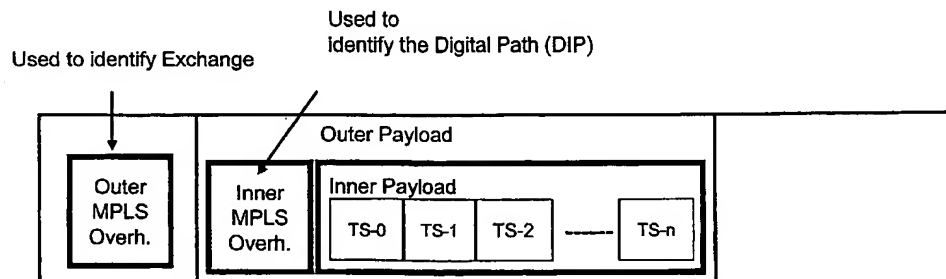 Used to
identify the Digital Path (DIP)
Used to identify Exchange
Outer Payload
Outer
MPLS
Overh.
Inner
MPLS
Overh.
Inner Payload
TS-0
TS-1
TS-2
TS-n